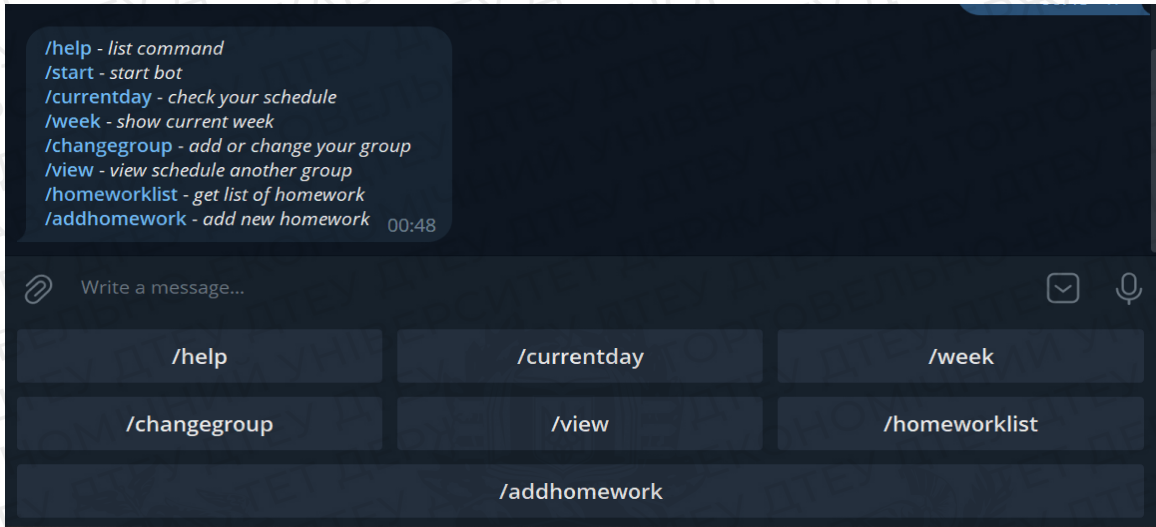 /help - list command
/start - start bot
/currentday - check your schedule
/week - show current week
/changegroup - add or change your group
/view - view schedule another group
/homeworklist - get list of homework
/addhomework - add new homework 00:48
Write a message...
/help /currentday /week
/changegroup /view /homeworklist
/addhomework